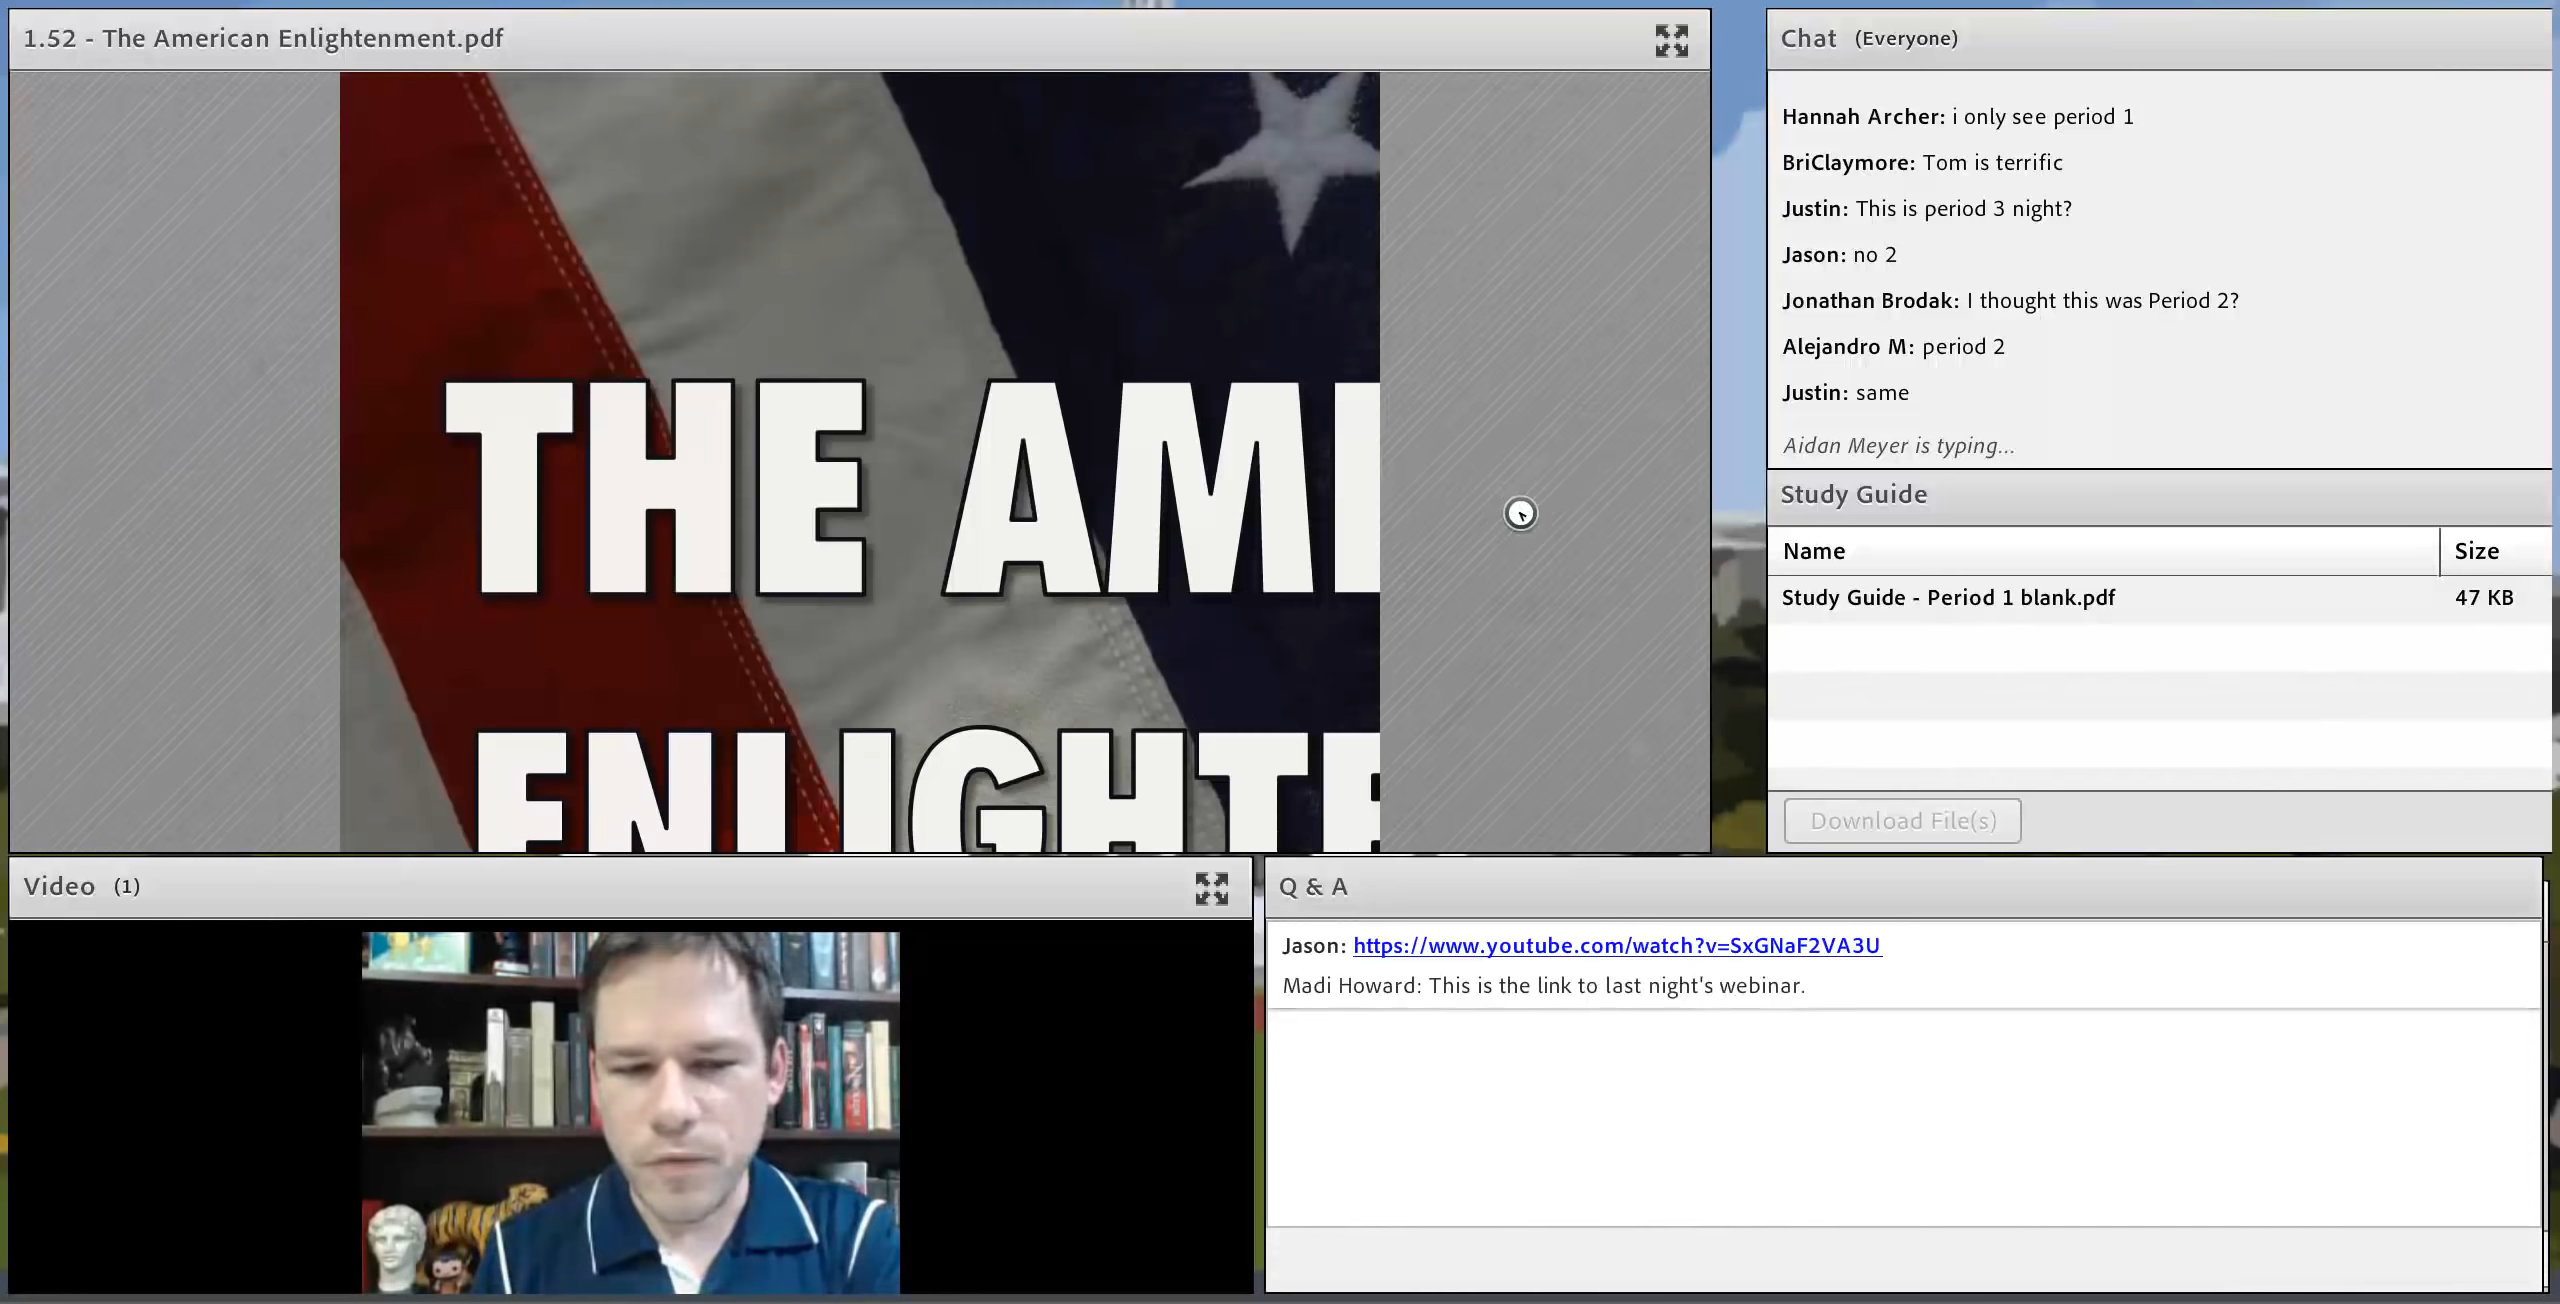 1.52 - The American Enlightenment.pdf
THE AME
ENLIGHTE
Chat (Everyone)
Hannah Archer: i only see period 1
BriClaymore: Tom is terrific
Justin: This is period 3 night?
Jason: no 2
Jonathan Brodak: I thought this was Period 2?
Alejandro M: period 2
Justin: same
Aidan Meyer is typing...
Study Guide
Name Size
Study Guide - Period 1 blank.pdf 47 KB
Download File(s)
Video (1)
Q & A
Jason: https://www.youtube.com/watch?v=SxGNaF2VA3U
Madi Howard: This is the link to last night's webinar.